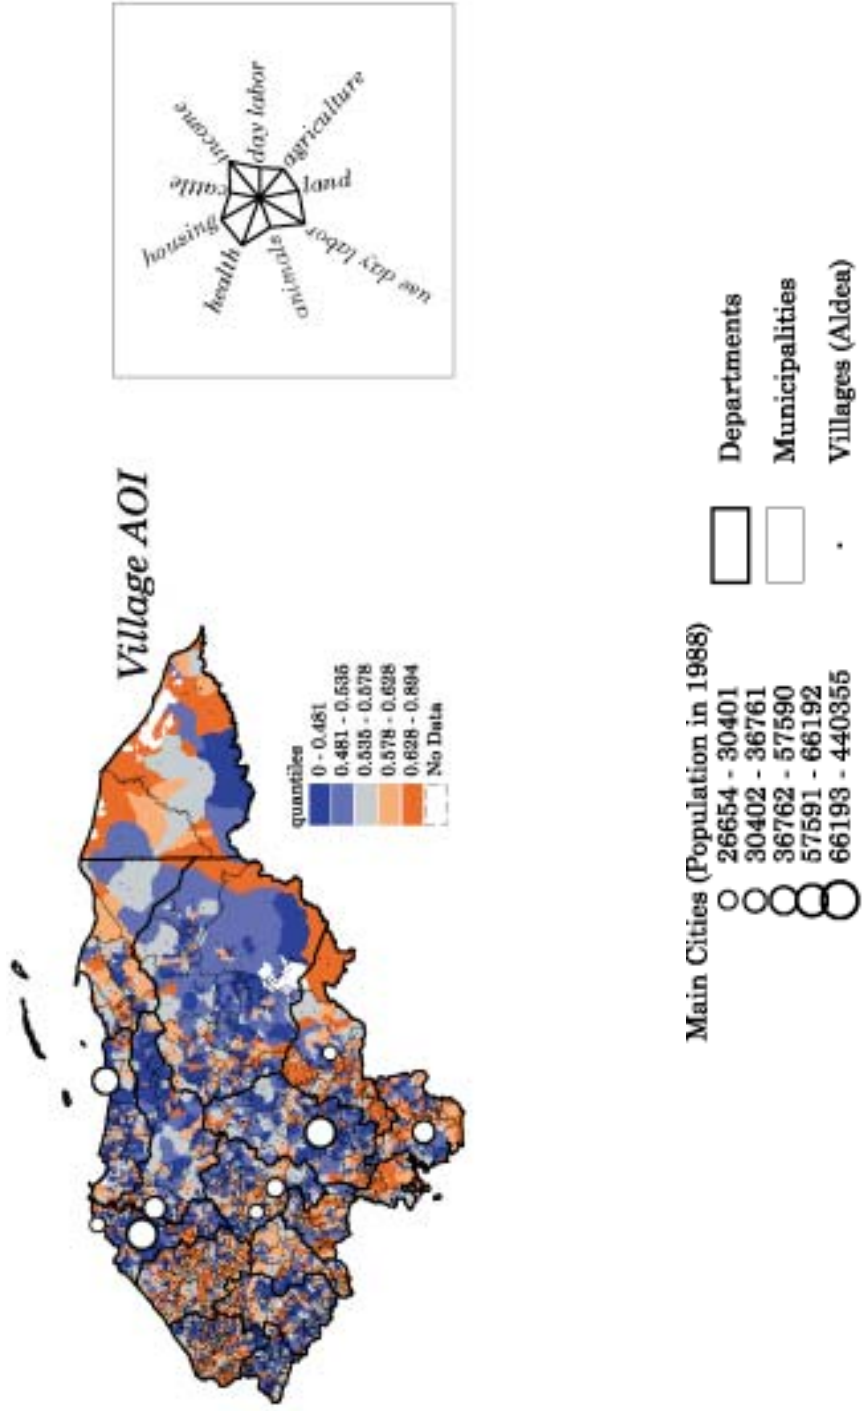 Village AOI
quantiles
0 - 0.481
0.481 - 0.535
0.535 - 0.578
0.578 - 0.628
0.628 - 0.894
No Data
income
day labor
agriculture
land
use day labor
animals
health
housing
cattle
Main Cities (Population in 1988)
26654 - 30401
30402 - 36761
36762 - 57590
57591 - 66192
66193 - 440355
Departments
Municipalities
Villages (Aldea)